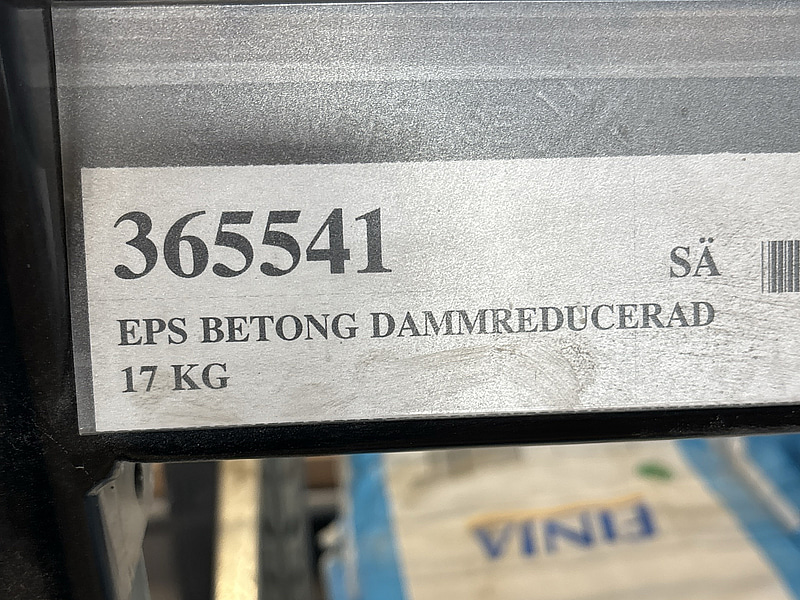 365541
SÄ
EPS BETONG DAMMREDUCERAD
17 KG
FINJA